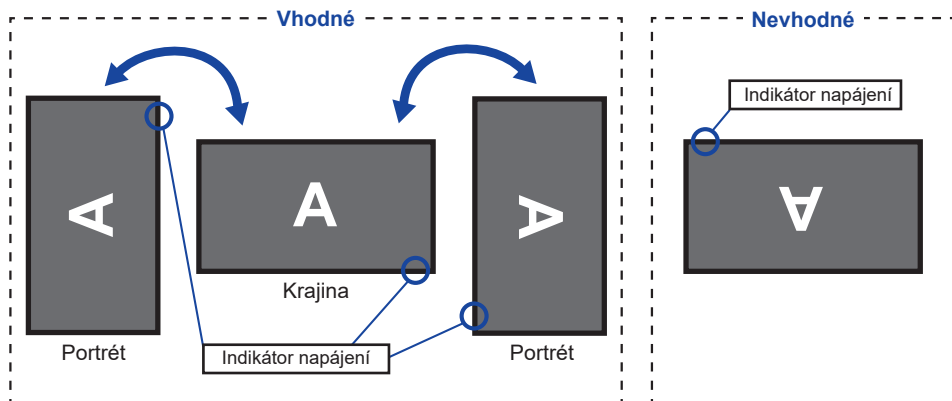 Vhodné
Nevhodné
Indikátor napájení
A
A
A
A
Krajina
Portrét
Indikátor napájení
Portrét